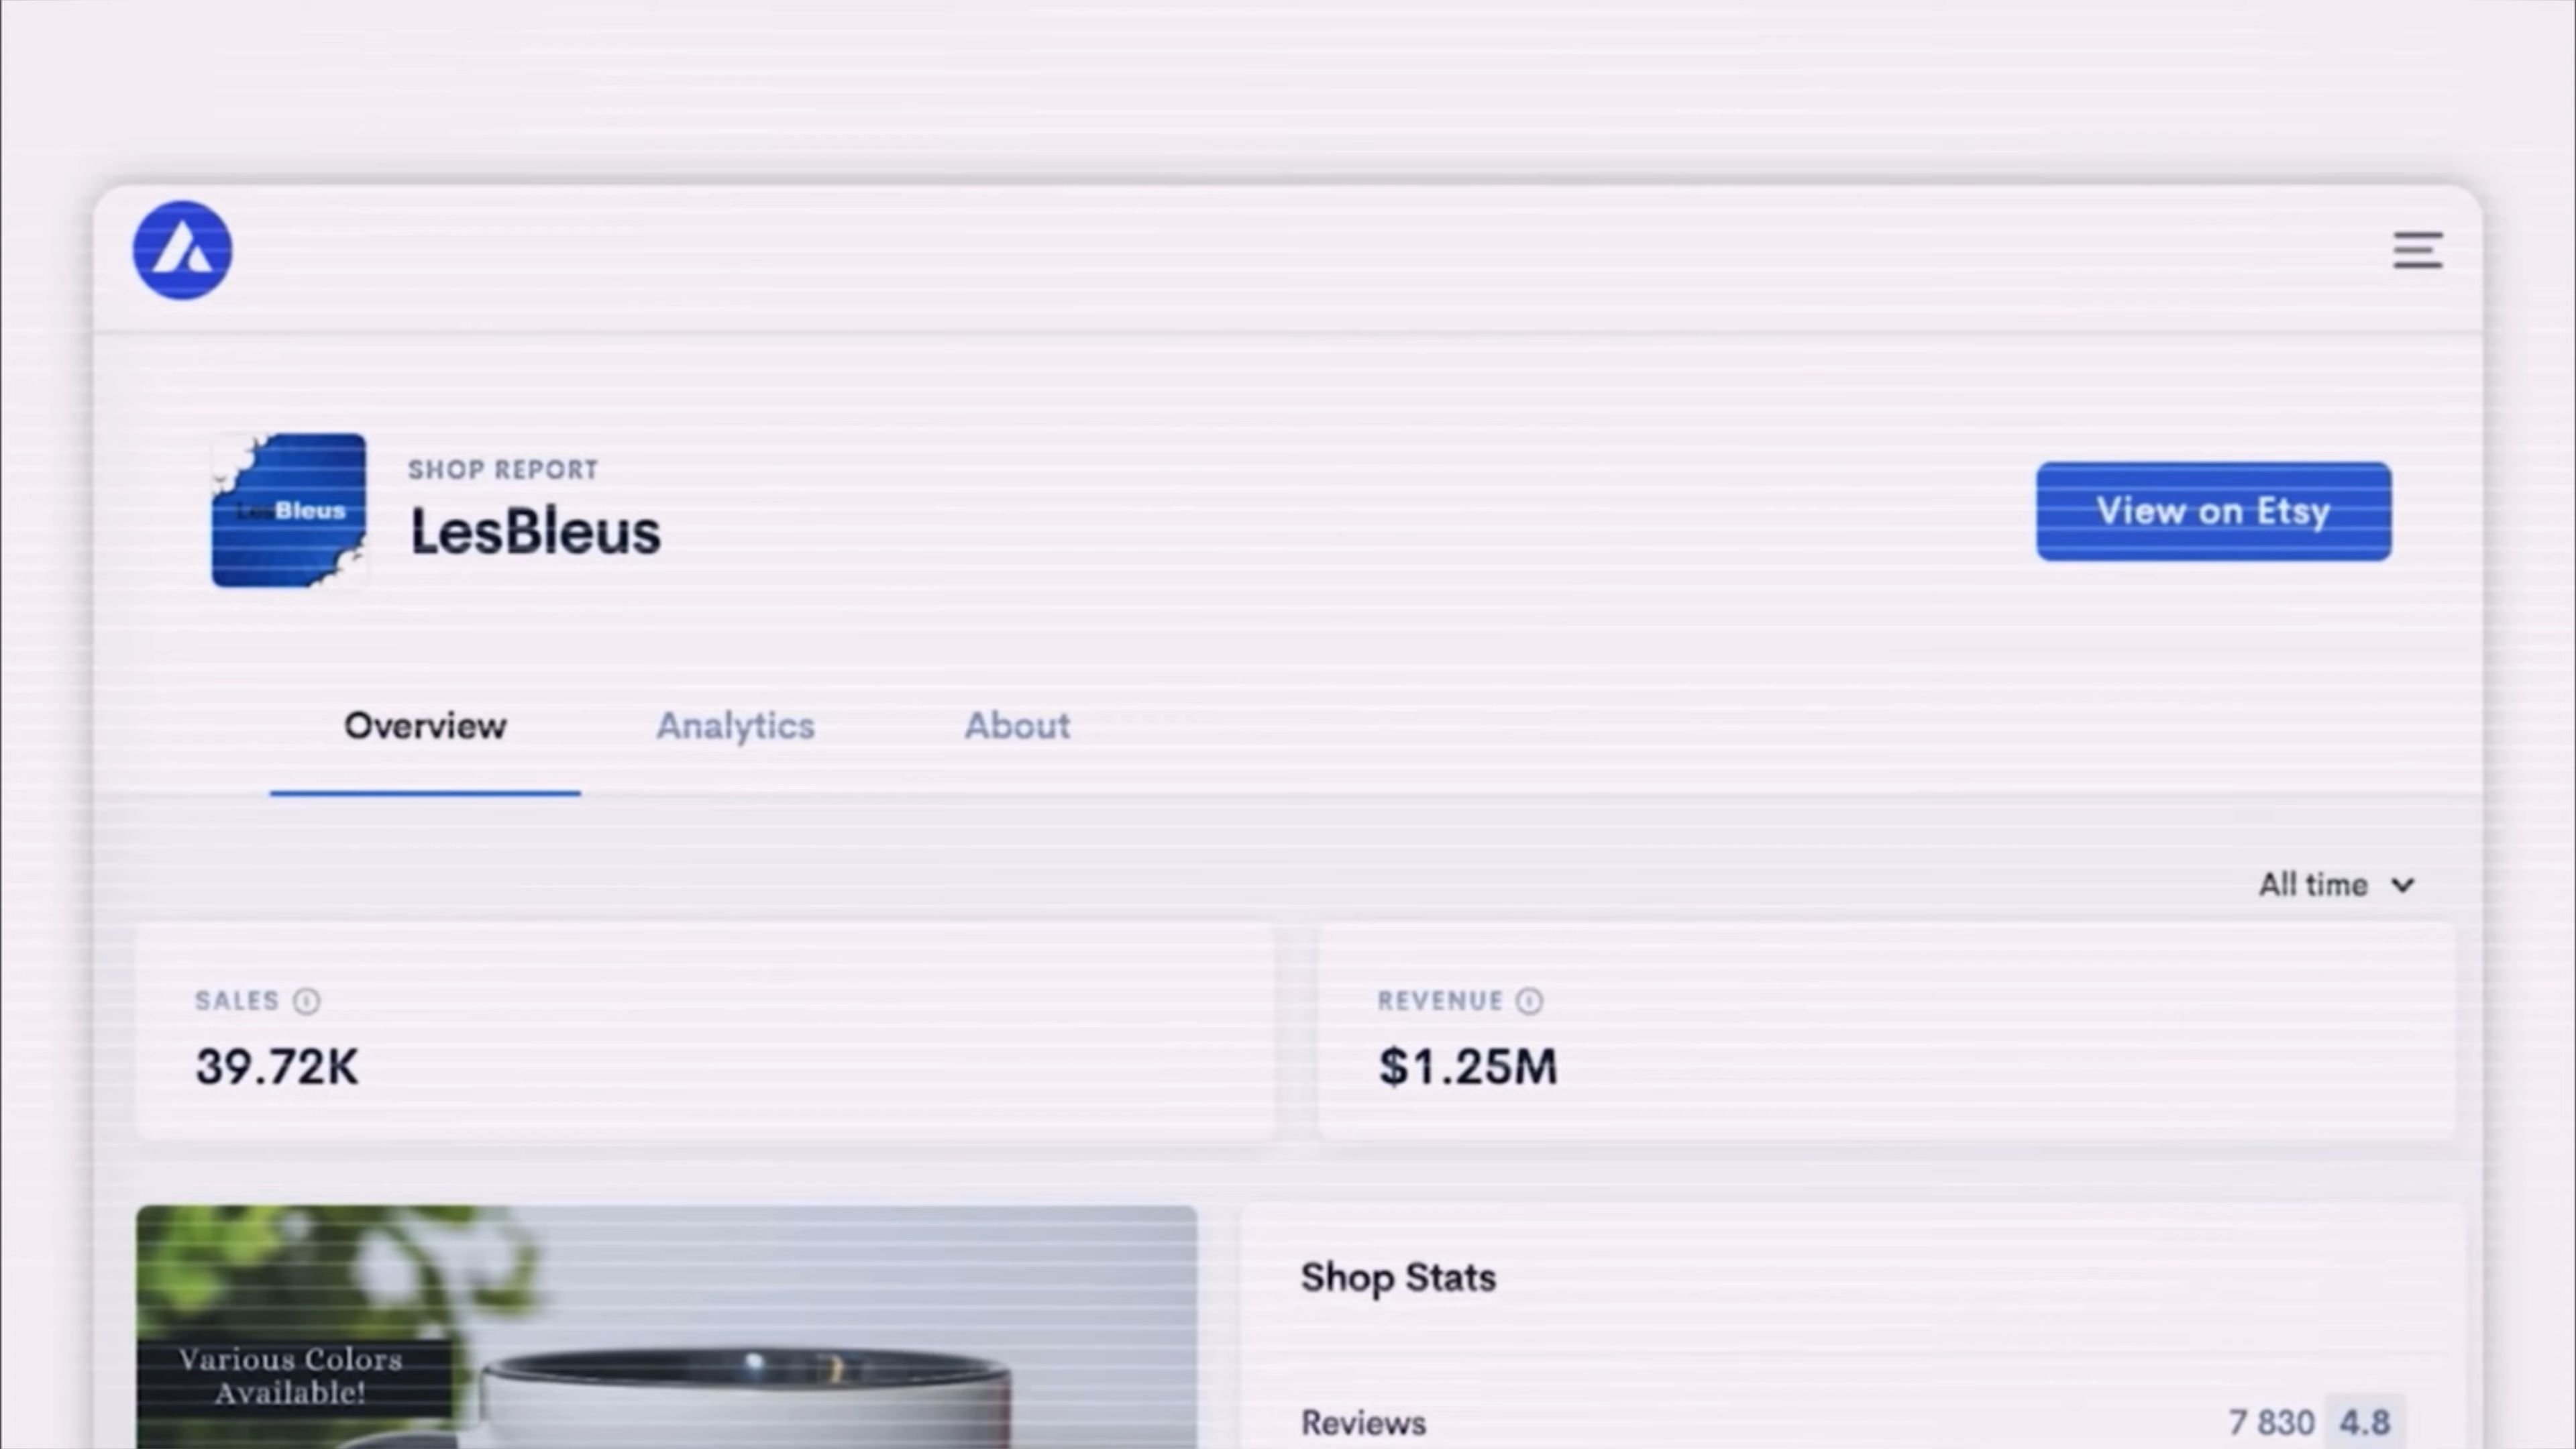 SHOP REPORT
LesBleus
LesBleus
View on Etsy
Overview
Analytics
About
All time
SALES
39.72K
REVENUE
$1.25M
Various Colors
Available!
Shop Stats
Reviews
7 830 4.8